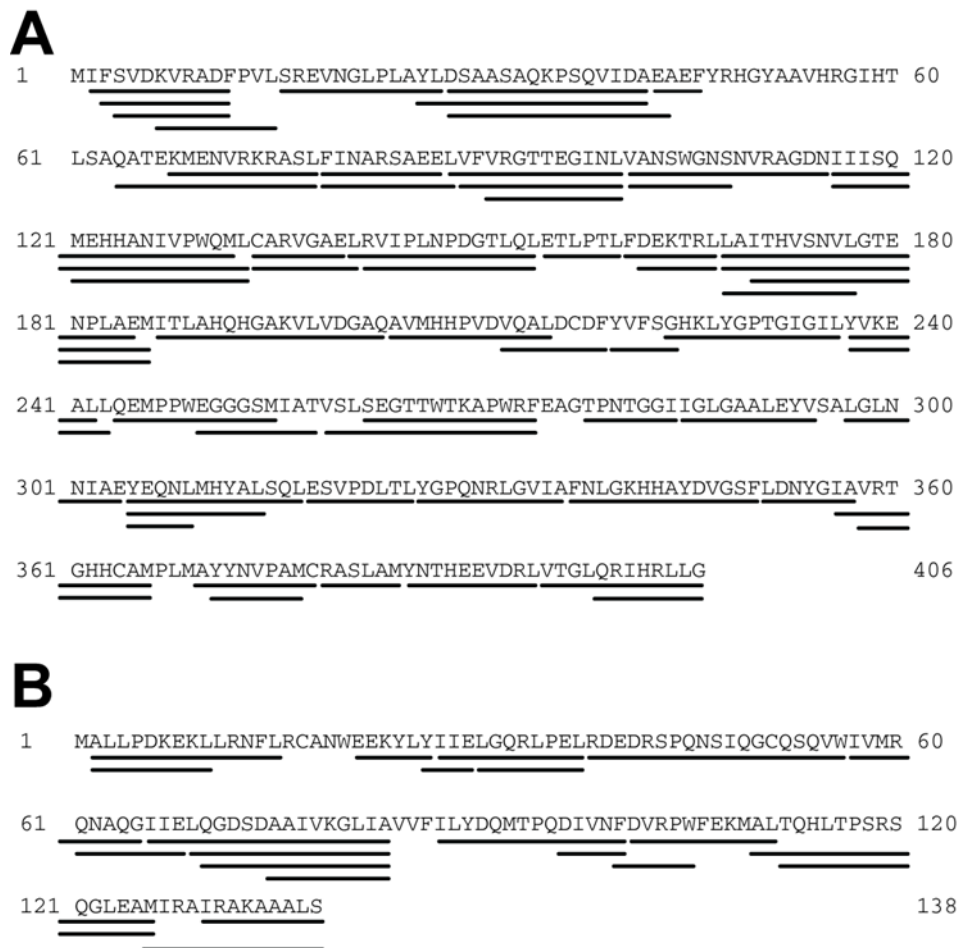 A
1 MIFSVDKVRADFPVLSREVNGLPLAYLDSAASAQKPSQVIDAEAEFYRHGYAAVHRGIHT 60
61 LSAQATEKMENVRKRASLFINARSAEELVFVRGTTEGINLVANSWGNSNVRAGDNIIISQ 120
121 MEHHANIVPWQMLCARVGAELRVIPLNPDGTLQLETLPTLFDEKTRLLAITHVSNVLGTE 180
181 NPLAEMITLAHQHGAKVLVDGAQAVMHHPVDVQALDCDFYVFSGHKLYGPTGIGILYVKE 240
241 ALLQEMPPWEGGGSMIATVSLSEGTTWTKAPWRFEAGTPNTGGIIGLGAALEYVSALGLN 300
301 NIAEYEQNLMHYALSQLESVPDLTLYGPQNRLGVIAFNLGKHHAYDVGSFLDNYGIAVRT 360
361 GHHCAMPLMAYYNVPAMCRASLAMYNTHEEVDRLVTGLQRIHRLLG 406
B
1 MALLPDKEKLLRNFLRCANWEEKYLYIIELGQRLPELRDEDRSPQNSIQGCQSQVWIVMR 60
61 QNAQGIIELQGDSDAAIVKGLIAVVFILYDQMTPQDIVNFDVRPWFEKMALTQHLTPSRS 120
121 QGLEAMIRAIRAKAAALS 138